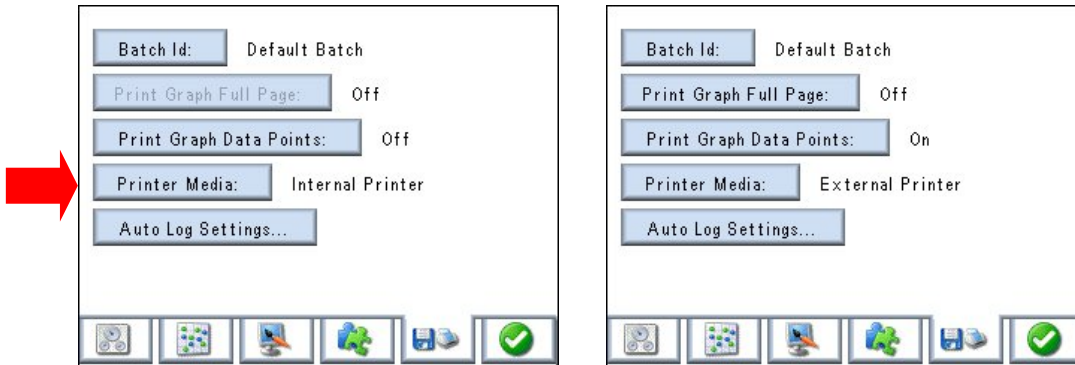 Batch Id: Default Batch
Print Graph Full Page: Off
Print Graph Data Points: Off
Printer Media: Internal Printer
Auto Log Settings...
Batch Id: Default Batch
Print Graph Full Page: Off
Print Graph Data Points: On
Printer Media: External Printer
Auto Log Settings...